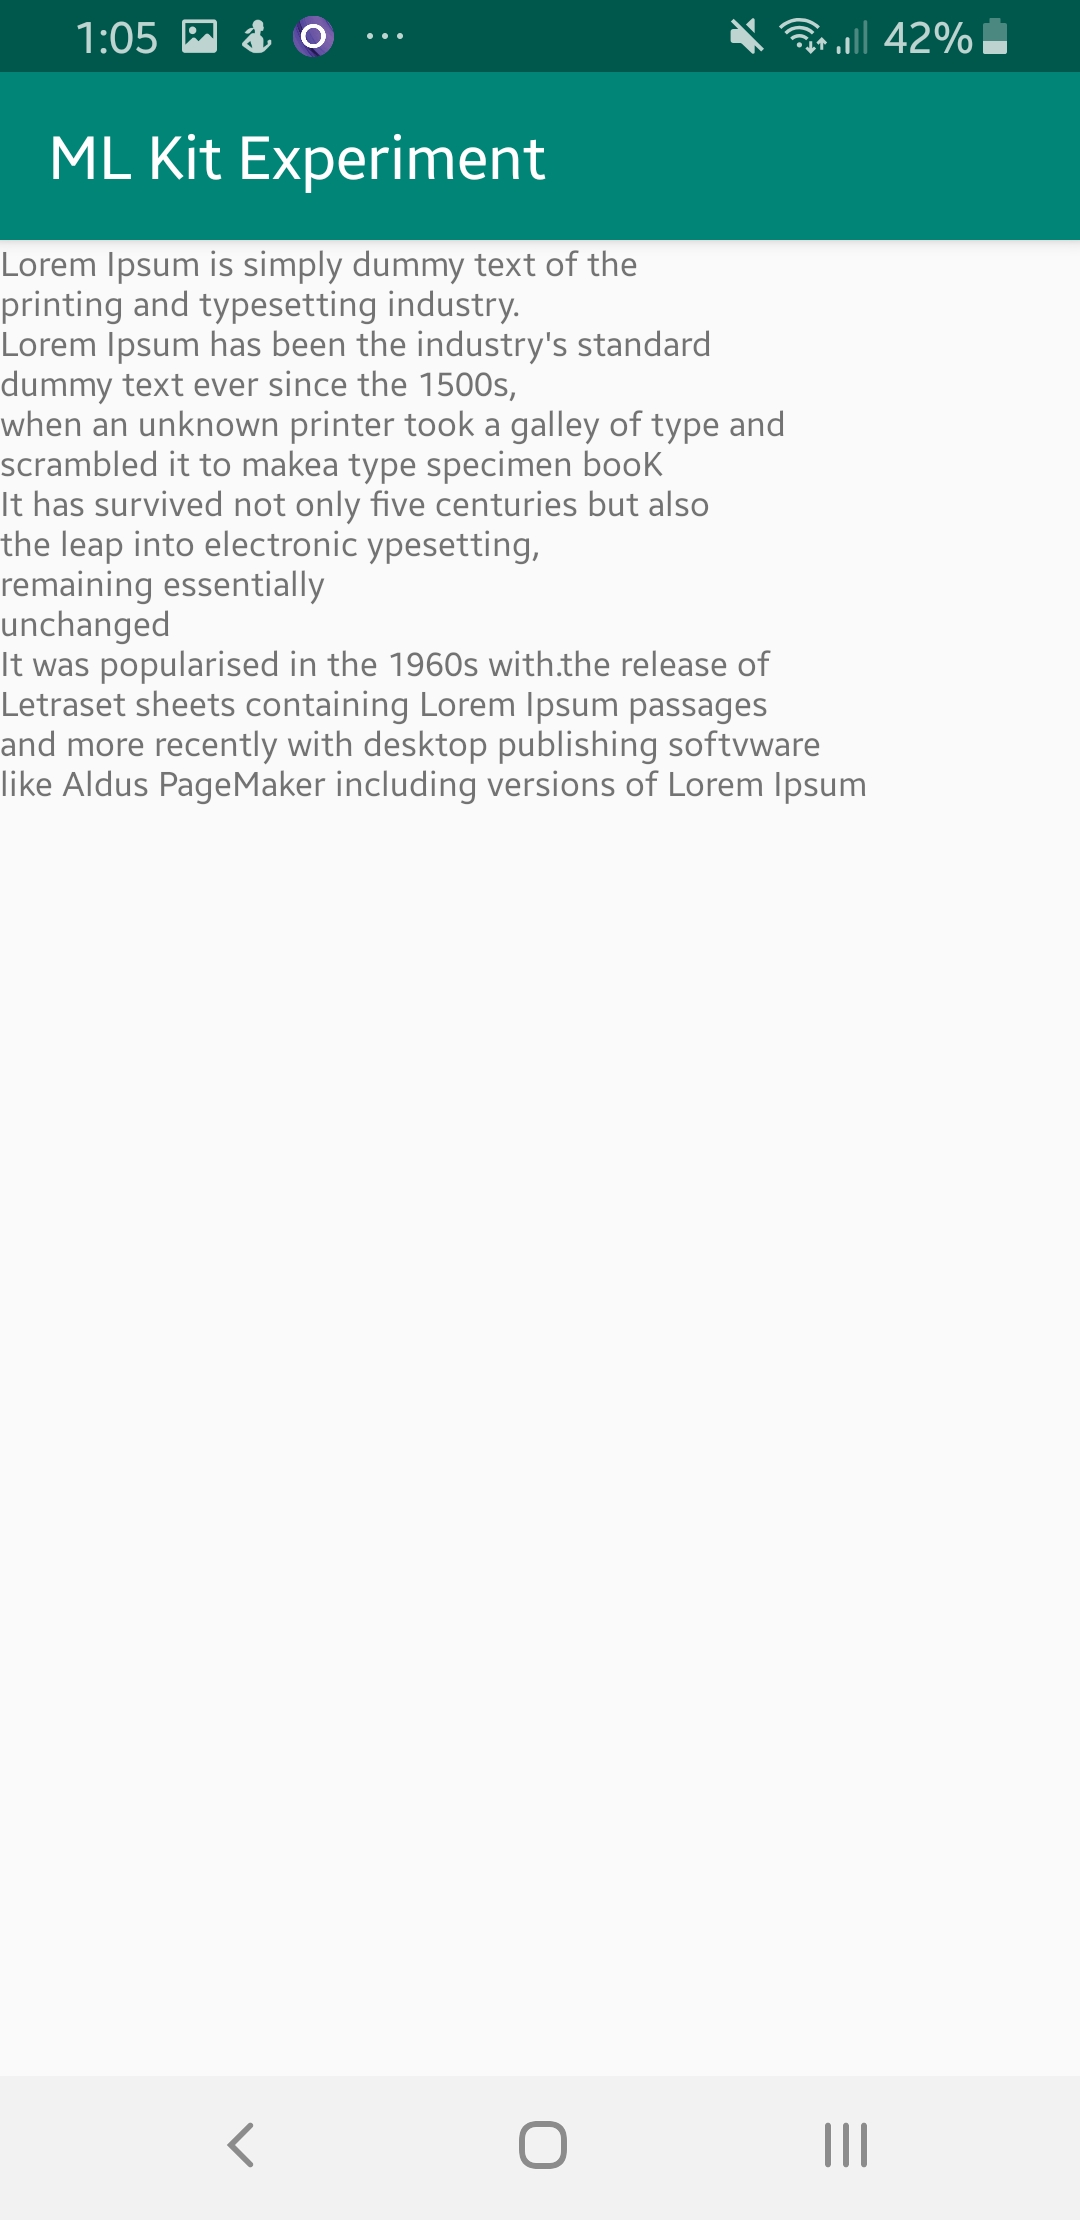 1:05 42%
ML Kit Experiment
Lorem Ipsum is simply dummy text of the
printing and typesetting industry.
Lorem Ipsum has been the industry's standard
dummy text ever since the 1500s,
when an unknown printer took a galley of type and
scrambled it to makea type specimen booK
It has survived not only five centuries but also
the leap into electronic ypesetting,
remaining essentially
unchanged
It was popularised in the 1960s with.the release of
Letraset sheets containing Lorem Ipsum passages
and more recently with desktop publishing softvware
like Aldus PageMaker including versions of Lorem Ipsum